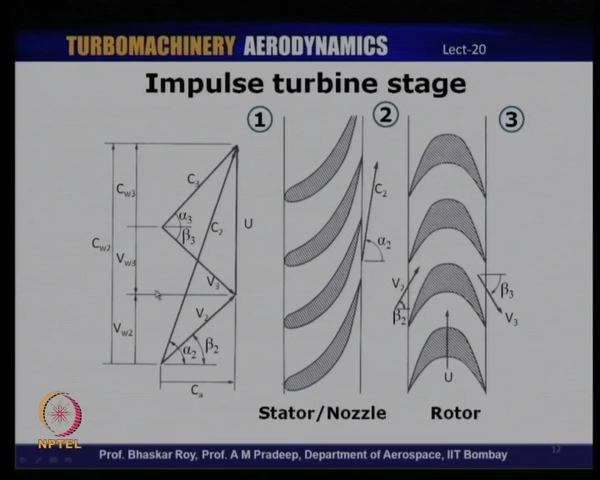 TURBOMACHINERY AERODYNAMICS Lect-20
Impulse turbine stage
1 2 3
C₃
Cw3
α₃
β₃
C₂
U
Cw2
Vw3
V₃
V₂
Vw2
α₂
β₂
Ca
C₂
α₂
V₂
β₂
β₃
V₃
U
Stator/Nozzle Rotor
NPTEL
Prof. Bhaskar Roy, Prof. A M Pradeep, Department of Aerospace, IIT Bombay
12